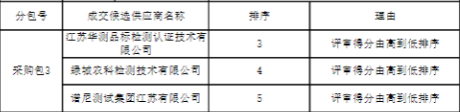 分包号 成交候选供应商名称 排序 理由
采购包3
江苏华测品标检测认证技术有
限公司 3 评审得分由高到低排序
绿城农科检测技术有限公司 4 评审得分由高到低排序
谱尼测试集团江苏有限公司 5 评审得分由高到低排序